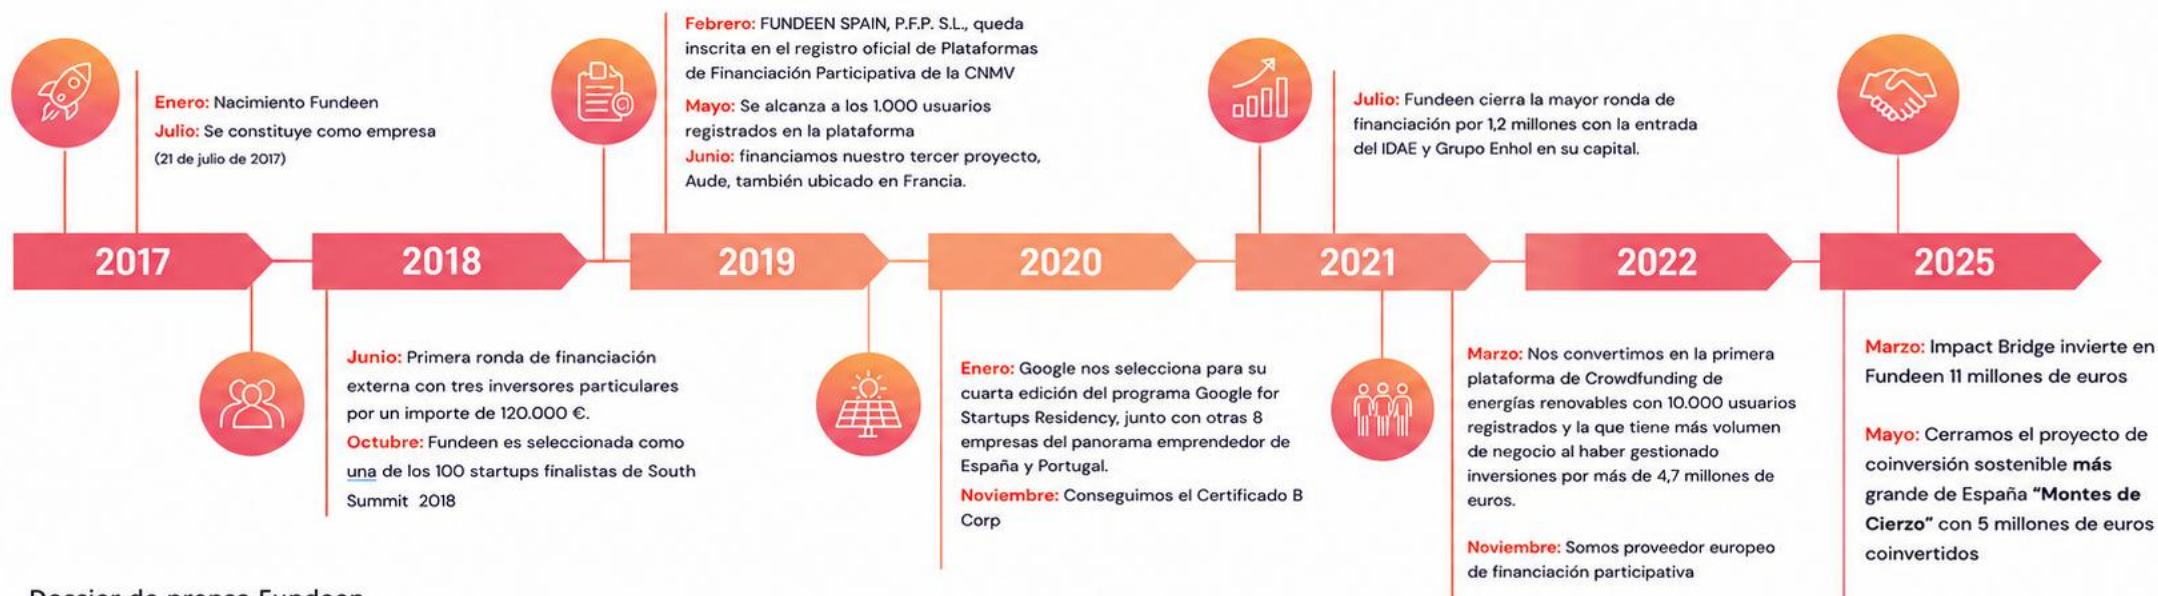 Enero: Nacimiento Fundeen
Julio: Se constituye como empresa
(21 de julio de 2017)
Febrero: FUNDEEN SPAIN, P.F.P. S.L., queda
inscrita en el registro oficial de Plataformas
de Financiación Participativa de la CNMV
Mayo: Se alcanza a los 1.000 usuarios
registrados en la plataforma
Junio: financiamos nuestro tercer proyecto,
Aude, también ubicado en Francia.
Julio: Fundeen cierra la mayor ronda de
financiación por 1,2 millones con la entrada
del IDAE y Grupo Enhol en su capital.
2017
2018
2019
2020
2021
2022
2025
Junio: Primera ronda de financiación
externa con tres inversores particulares
por un importe de 120.000 €.
Octubre: Fundeen es seleccionada como
una de los 100 startups finalistas de South
Summit 2018
Enero: Google nos selecciona para su
cuarta edición del programa Google for
Startups Residency, junto con otras 8
empresas del panorama emprendedor de
España y Portugal.
Noviembre: Conseguimos el Certificado B
Corp
Marzo: Nos convertimos en la primera
plataforma de Crowdfunding de
energías renovables con 10.000 usuarios
registrados y la que tiene más volumen
de negocio al haber gestionado
inversiones por más de 4,7 millones de
euros.
Noviembre: Somos proveedor europeo
de financiación participativa
Marzo: Impact Bridge invierte en
Fundeen 11 millones de euros
Mayo: Cerramos el proyecto de
coinversión sostenible más
grande de España “Montes de
Cierzo” con 5 millones de euros
coinvertidos
Dossier de prensa Fundeen